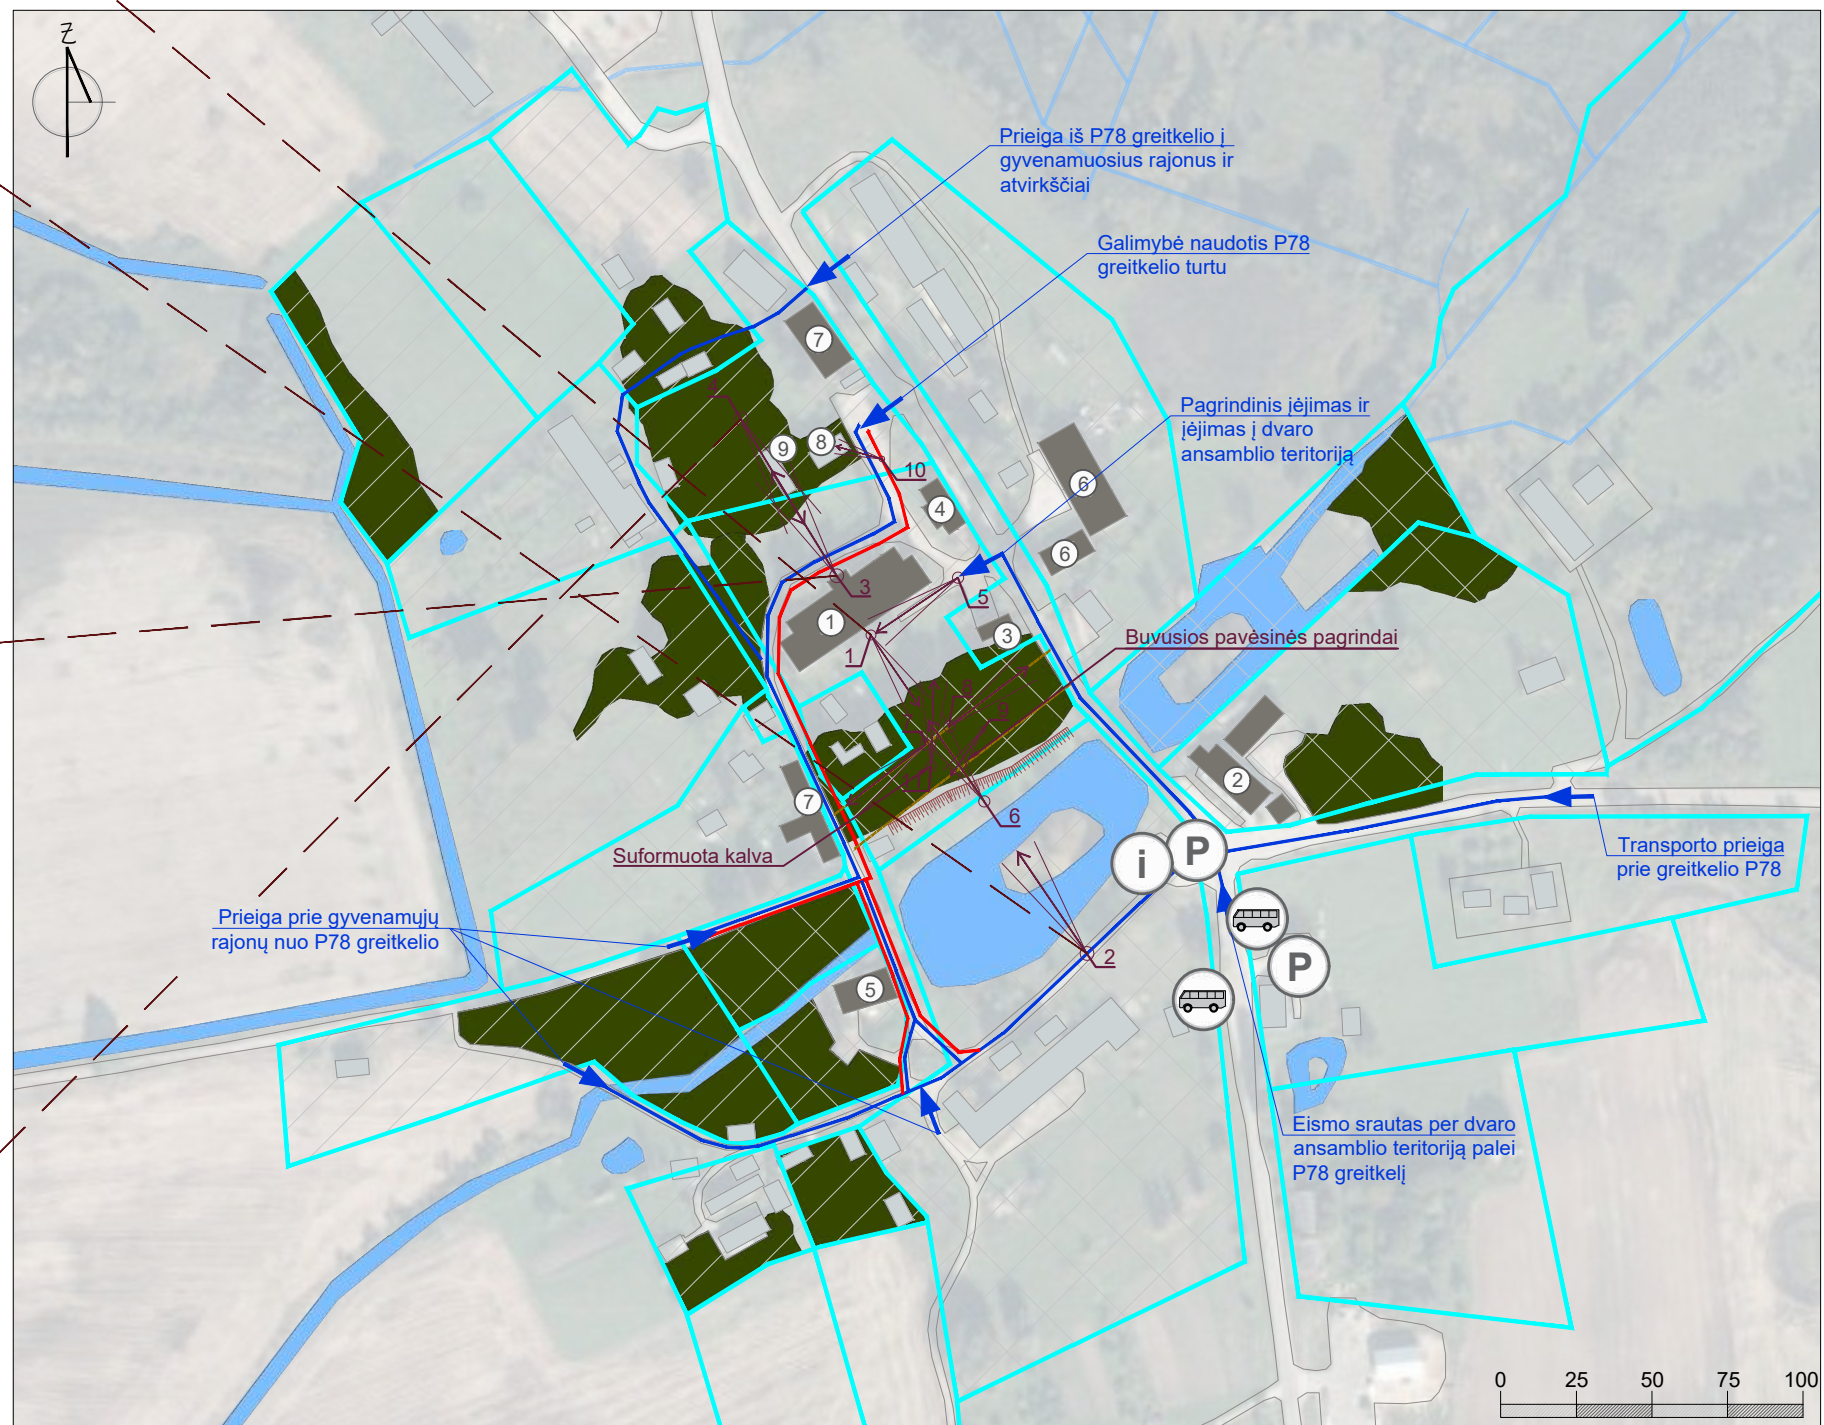 Z
Prieiga iš P78 greitkelio į
gyvenamuosius rajonus ir
atvirkščiai
Galimybė naudotis P78
greitkelio turtu
Pagrindinis įėjimas ir
įėjimas į dvaro
ansamblio teritoriją
Buvusios pavėsinės pagrindai
Suformuota kalva
Transporto prieiga
prie greitkelio P78
Prieiga prie gyvenamųjų
rajonų nuo P78 greitkelio
Eismo srautas per dvaro
ansamblio teritoriją palei
P78 greitkelį
7
4
8
9
10
4
6
6
3
5
1
3
1
8
9
7
2
6
i
P
P
5
2
0 25 50 75 100